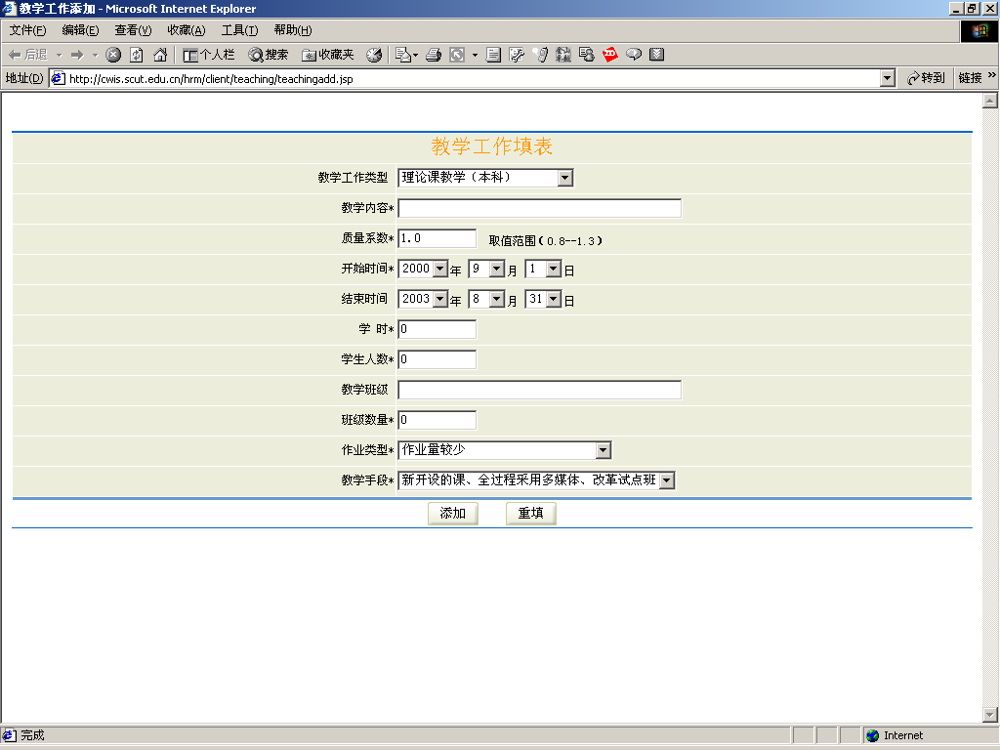 教学工作添加 - Microsoft Internet Explorer
文件(F) 编辑(E) 查看(V) 收藏(A) 工具(T) 帮助(H)
后退 个人栏 搜索 收藏夹
地址(D) http://cwis.scut.edu.cn/hrm/client/teaching/teachingadd.jsp 转到 链接 »
教学工作填表
教学工作类型 理论课教学（本科）
教学内容*
质量系数* 1.0 取值范围(0.8--1.3)
开始时间* 2000 年 9 月 1 日
结束时间 2003 年 8 月 31 日
学 时* 0
学生人数* 0
教学班级
班级数量* 0
作业类型* 作业量较少
教学手段* 新开设的课、全过程采用多媒体、改革试点班
添加 重填
完成 Internet